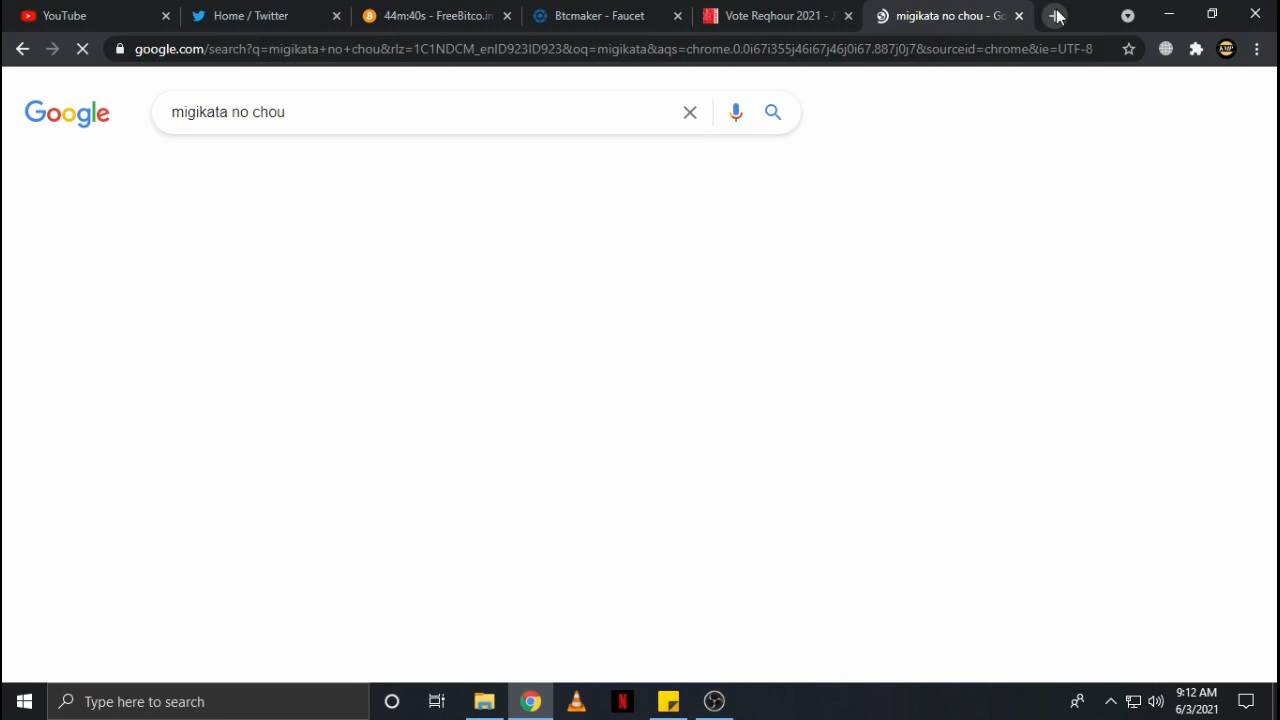 YouTube
Home / Twitter
44m:40s - FreeBitco.in
Btcmaker - Faucet
Vote Reqhour 2021 - J
migikata no chou - Go
google.com/search?q=migikata+no+chou&rlz=1C1NDCM_enID923ID923&oq=migikata&aqs=chrome.0.0i67i355j46i67j46j0i67.887j0j7&sourceid=chrome&ie=UTF-8
Google
migikata no chou
Type here to search
N
9:12 AM
6/3/2021